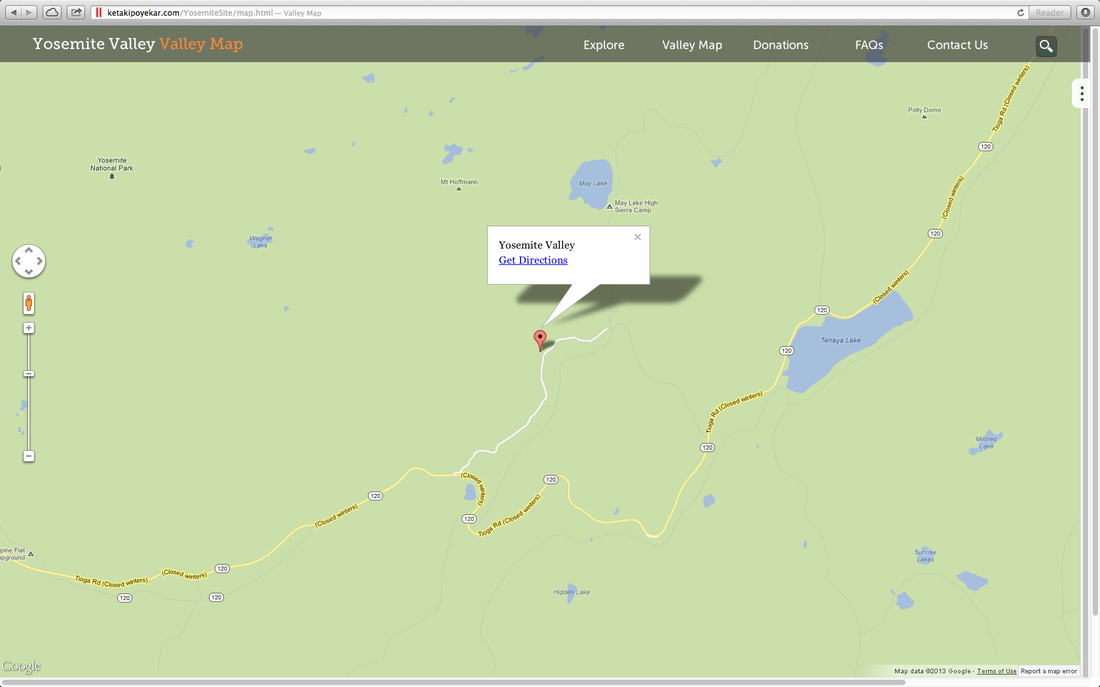 ketakipoyekar.com/YosemiteSite/map.html — Valley Map
Reader
Yosemite Valley Valley Map
Explore
Valley Map
Donations
FAQs
Contact Us
Tioga Rd (Closed winters)
Polly Dome
120
Yosemite
National Park
Mt Hoffmann
May Lake
May Lake High
Sierra Camp
(Closed winters)
120
Wegner
Lake
Yosemite Valley
Get Directions
(Closed winters)
120
Tenaya Lake
120
Tioga Rd (Closed winters)
Mildred
Lake
120
(Closed winters)
120
120
(Closed winters)
120
Tioga Rd (Closed winters)
pine Flat
mpground
Sunrise
Lakes
120
(Closed winters)
Tioga Rd (Closed winters)
120
120
Hidden Lake
Google
Map data ©2013 Google - Terms of Use Report a map error